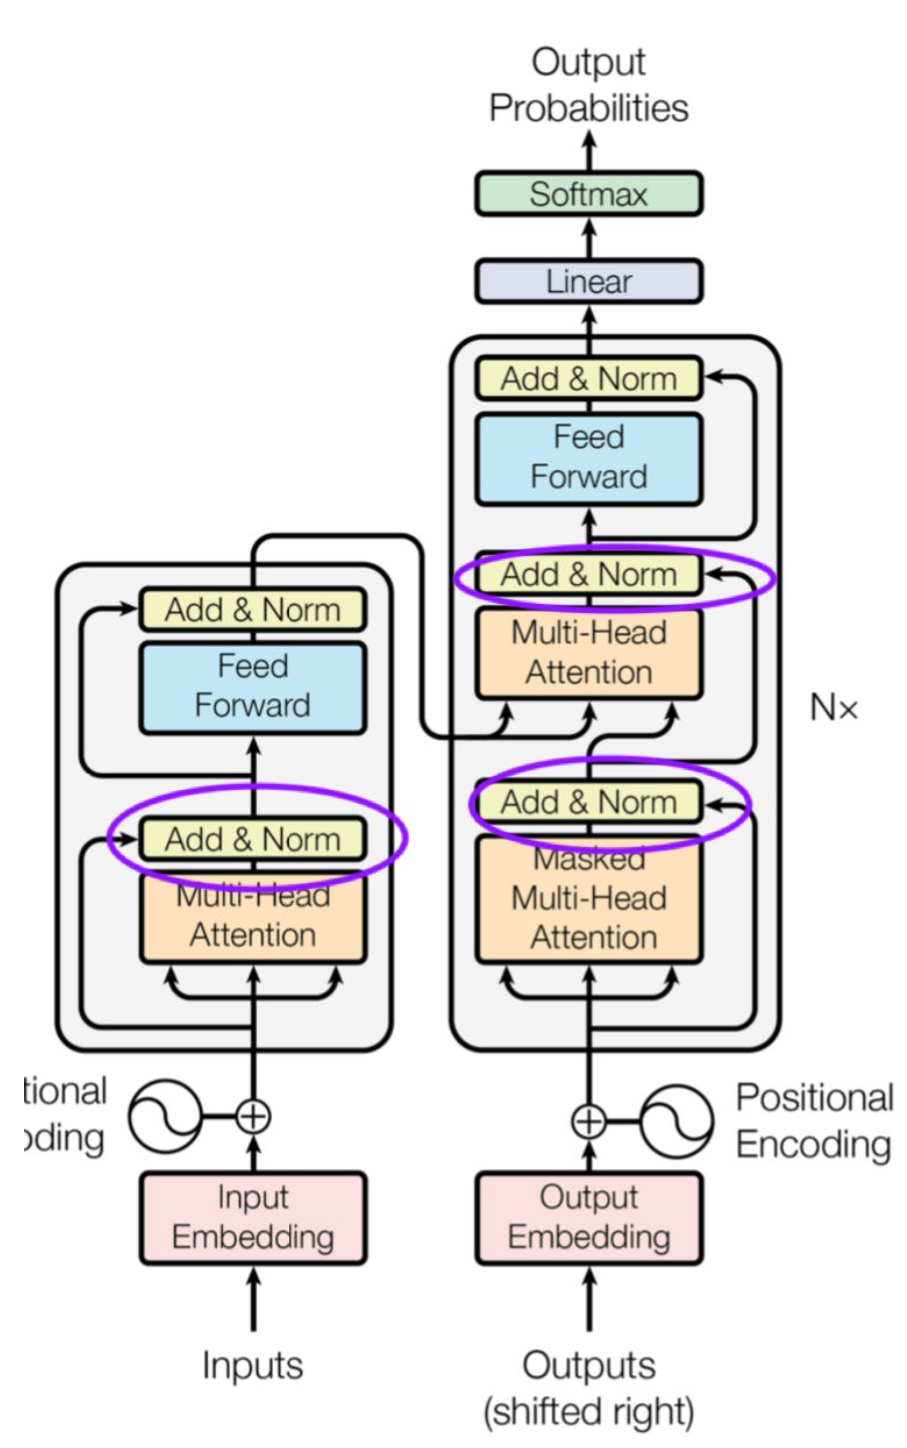 Output
Probabilities
Softmax
Linear
Add & Norm
Feed
Forward
Add & Norm
Multi-Head
Attention
Add & Norm
Masked
Multi-Head
Attention
Nx
Add & Norm
Feed
Forward
Add & Norm
Multi-Head
Attention
tional
oding
Positional
Encoding
Input
Embedding
Output
Embedding
Inputs
Outputs
(shifted right)